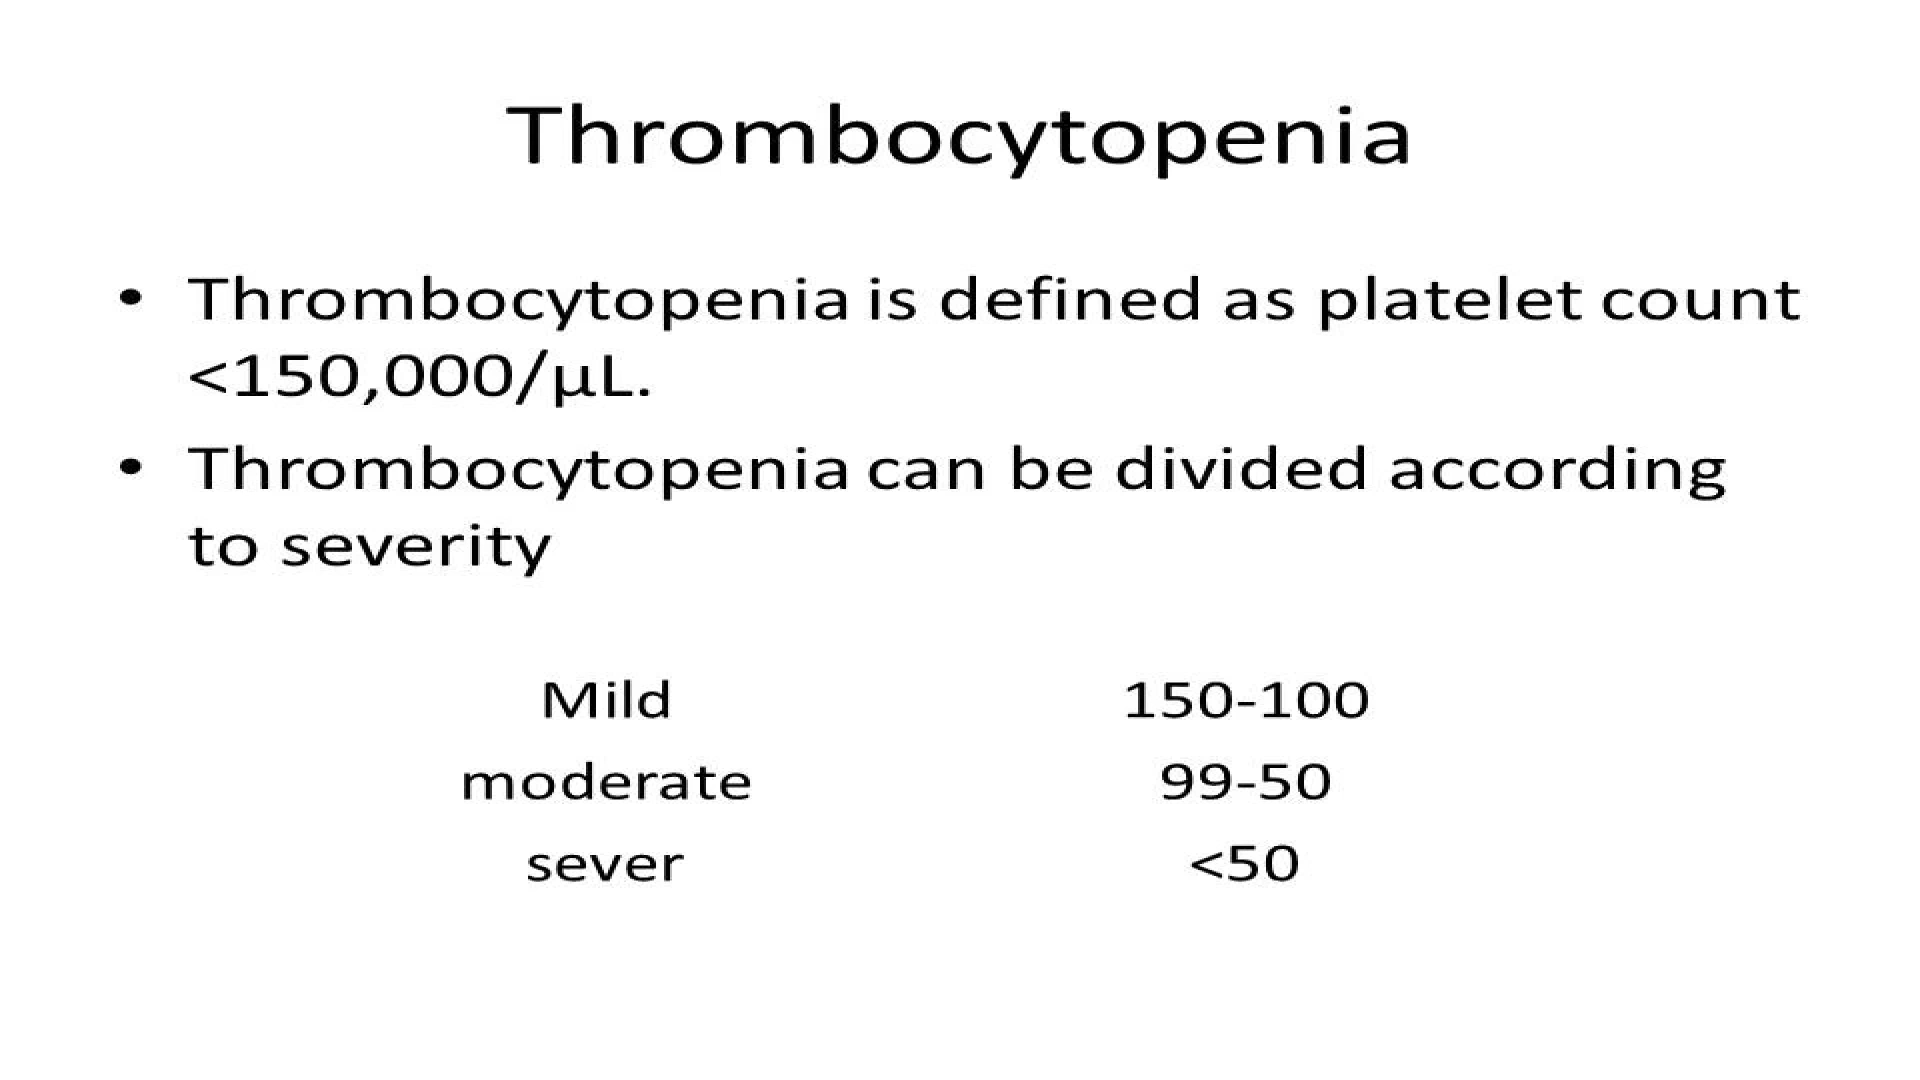 Thrombocytopenia
• Thrombocytopenia is defined as platelet count
<150,000/µL.
• Thrombocytopenia can be divided according
to severity
Mild 150-100
moderate 99-50
sever <50